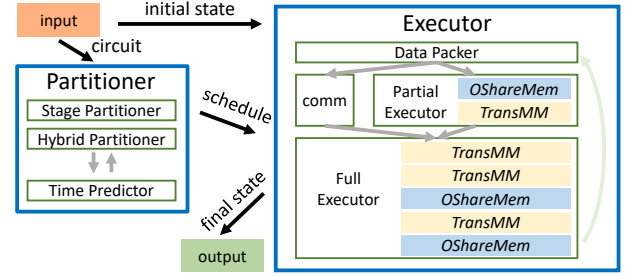 input
initial state
circuit
Executor
Data Packer
Partitioner
Stage Partitioner
Hybrid Partitioner
Time Predictor
schedule
comm
Partial
Executor
OShareMem
TransMM
Full
Executor
TransMM
TransMM
OShareMem
TransMM
OShareMem
final state
output